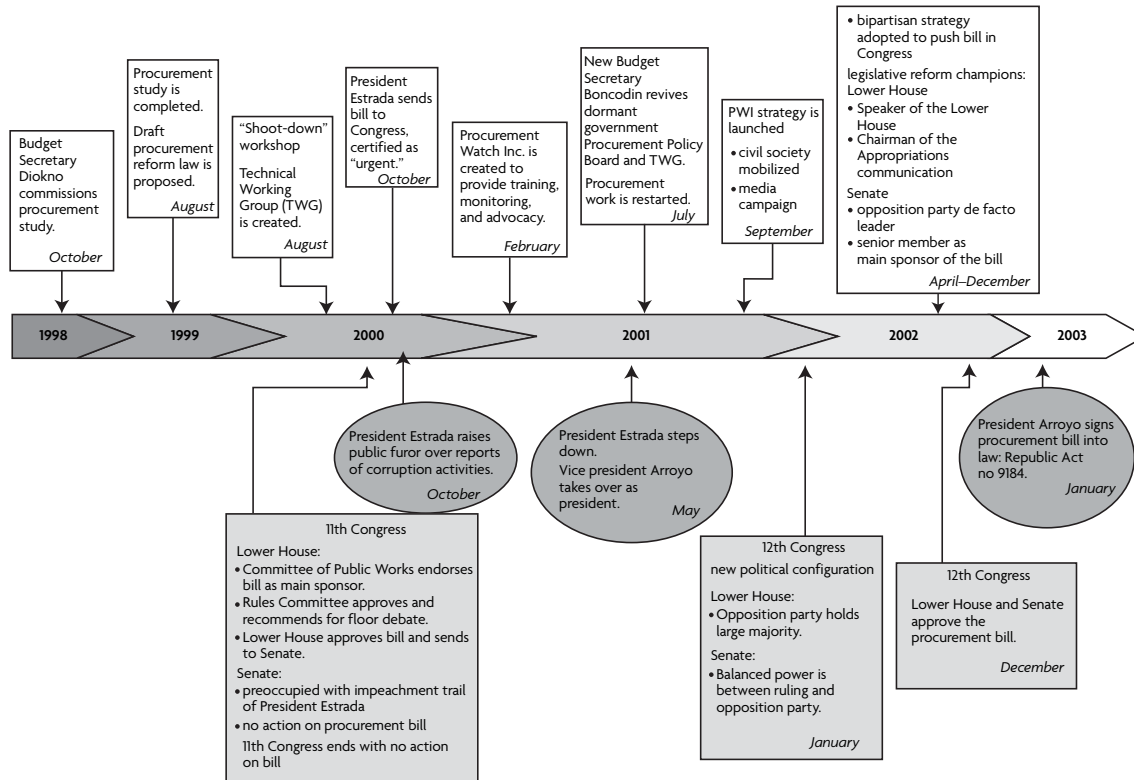 Budget
Secretary
Diokno
commissions
procurement
study.
October
Procurement
study is
completed.
Draft
procurement
reform law is
proposed.
August
“Shoot-down”
workshop
Technical
Working
Group (TWG)
is created.
August
President
Estrada sends
bill to
Congress,
certified as
“urgent.”
October
Procurement
Watch Inc. is
created to
provide training,
monitoring,
and advocacy.
February
New Budget
Secretary
Boncodin revives
dormant
government
Procurement Policy
Board and TWG.
Procurement
work is restarted.
July
PWI strategy is
launched
• civil society
mobilized
• media
campaign
September
• bipartisan strategy
adopted to push bill in
Congress
legislative reform champions:
Lower House
• Speaker of the Lower
House
• Chairman of the
Appropriations
communication
Senate
• opposition party de facto
leader
• senior member as
main sponsor of the bill
April–December
1998
1999
2000
2001
2002
2003
President Estrada raises
public furor over reports
of corruption activities.
October
President Estrada steps
down.
Vice president Arroyo
takes over as
president.
May
President Arroyo signs
procurement bill into
law: Republic Act
no 9184.
January
11th Congress
Lower House:
• Committee of Public Works endorses
bill as main sponsor.
• Rules Committee approves and
recommends for floor debate.
• Lower House approves bill and sends
to Senate.
Senate:
• preoccupied with impeachment trail
of President Estrada
• no action on procurement bill
11th Congress ends with no action
on bill
12th Congress
new political configuration
Lower House:
• Opposition party holds
large majority.
Senate:
• Balanced power is
between ruling and
opposition party.
January
12th Congress
Lower House and Senate
approve the
procurement bill.
December